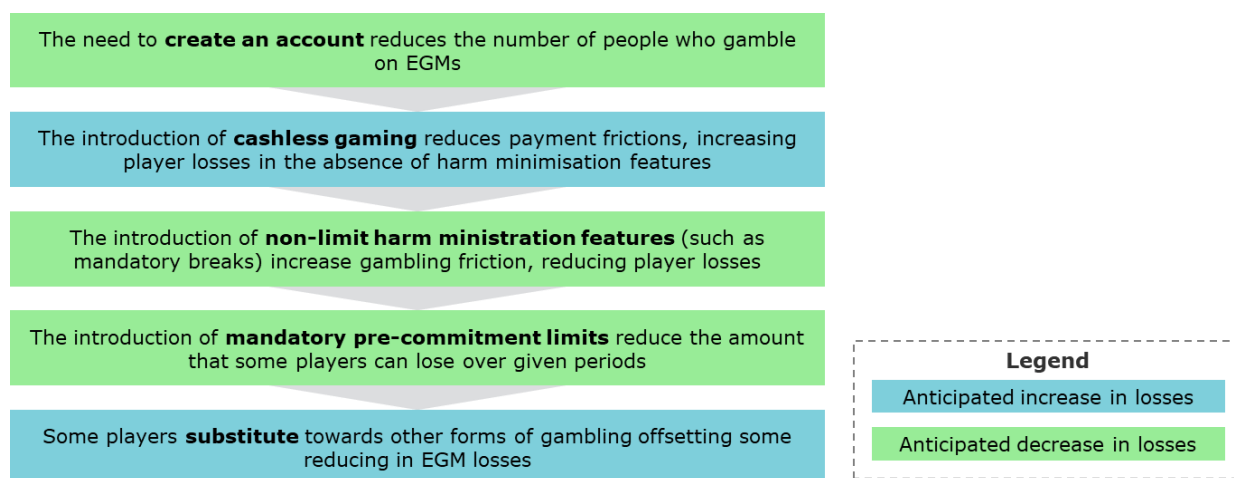 The need to create an account reduces the number of people who gamble
on EGMs
The introduction of cashless gaming reduces payment frictions, increasing
player losses in the absence of harm minimisation features
The introduction of non-limit harm ministration features (such as
mandatory breaks) increase gambling friction, reducing player losses
The introduction of mandatory pre-commitment limits reduce the amount
that some players can lose over given periods
Some players substitute towards other forms of gambling offsetting some
reducing in EGM losses
Legend
Anticipated increase in losses
Anticipated decrease in losses